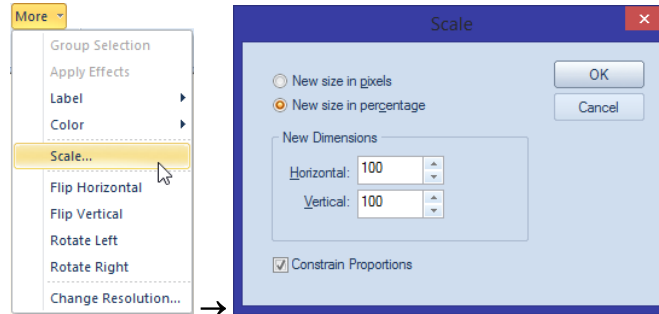 More
Group Selection
Apply Effects
Label
Color
Scale...
Flip Horizontal
Flip Vertical
Rotate Left
Rotate Right
Change Resolution...
→
Scale
New size in pixels
New size in percentage
OK
Cancel
New Dimensions
Horizontal: 100
Vertical: 100
Constrain Proportions